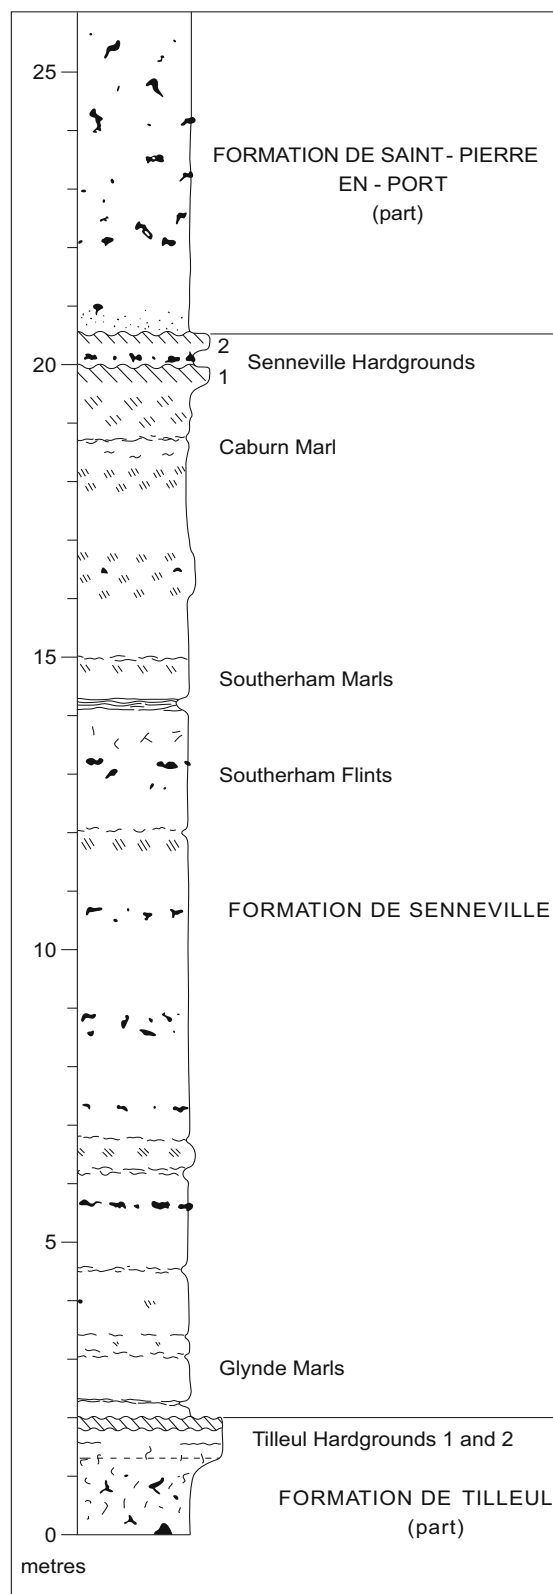 25
FORMATION DE SAINT - PIERRE
EN - PORT
(part)
2
20
Senneville Hardgrounds
1
Caburn Marl
15
Southerham Marls
Southerham Flints
FORMATION DE SENNEVILLE
10
5
Glynde Marls
Tilleul Hardgrounds 1 and 2
FORMATION DE TILLEUL
(part)
0
metres